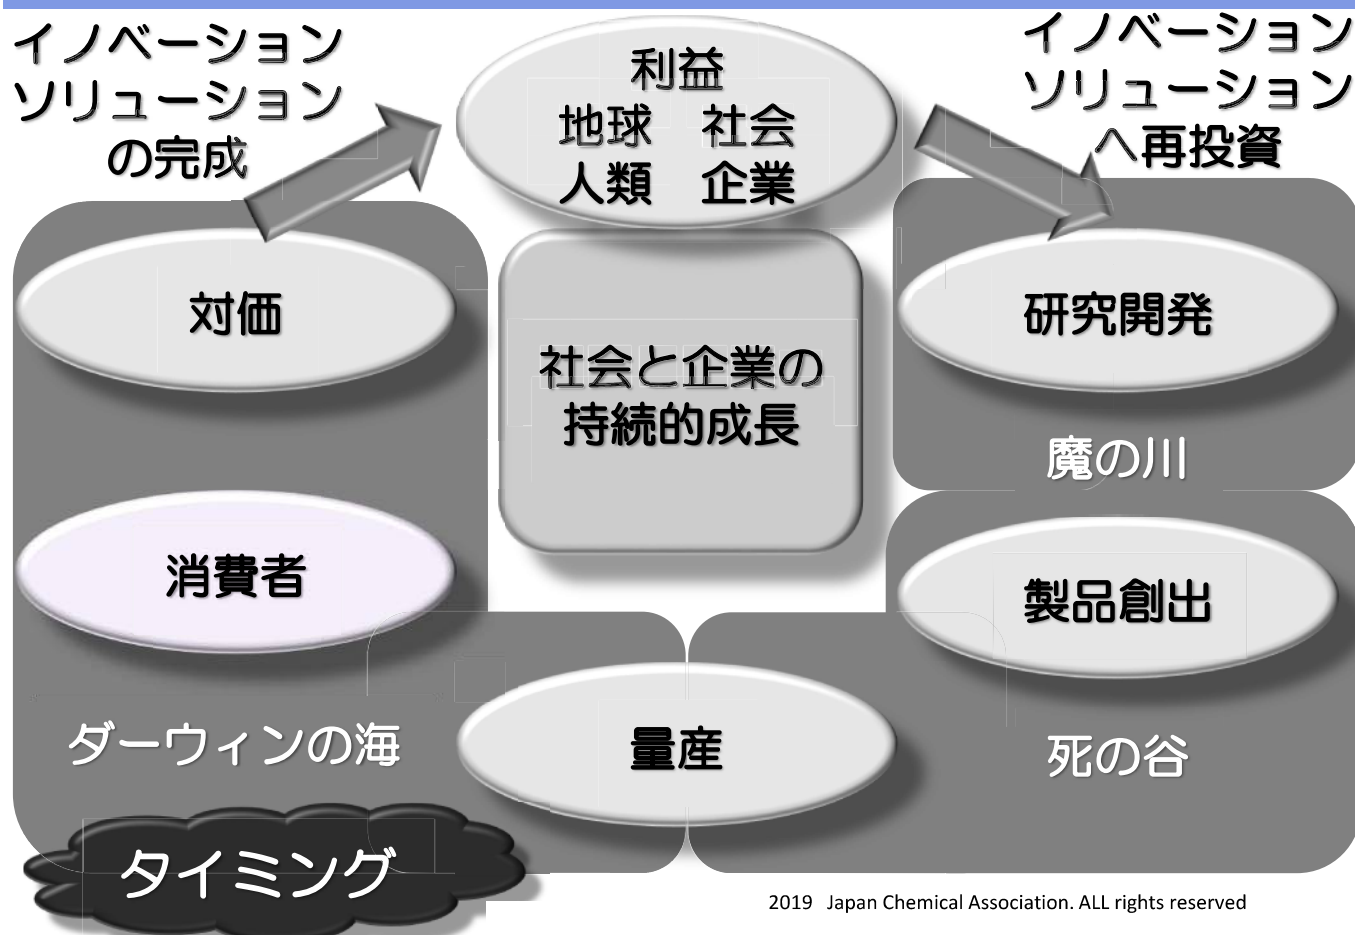 イノベーション
ソリューション
の完成
利益
地球　社会
人類　企業
イノベーション
ソリューション
へ再投資
対価
社会と企業の
持続的成長
研究開発
魔の川
消費者
製品創出
ダーウィンの海
量産
死の谷
タイミング
2019 Japan Chemical Association. ALL rights reserved